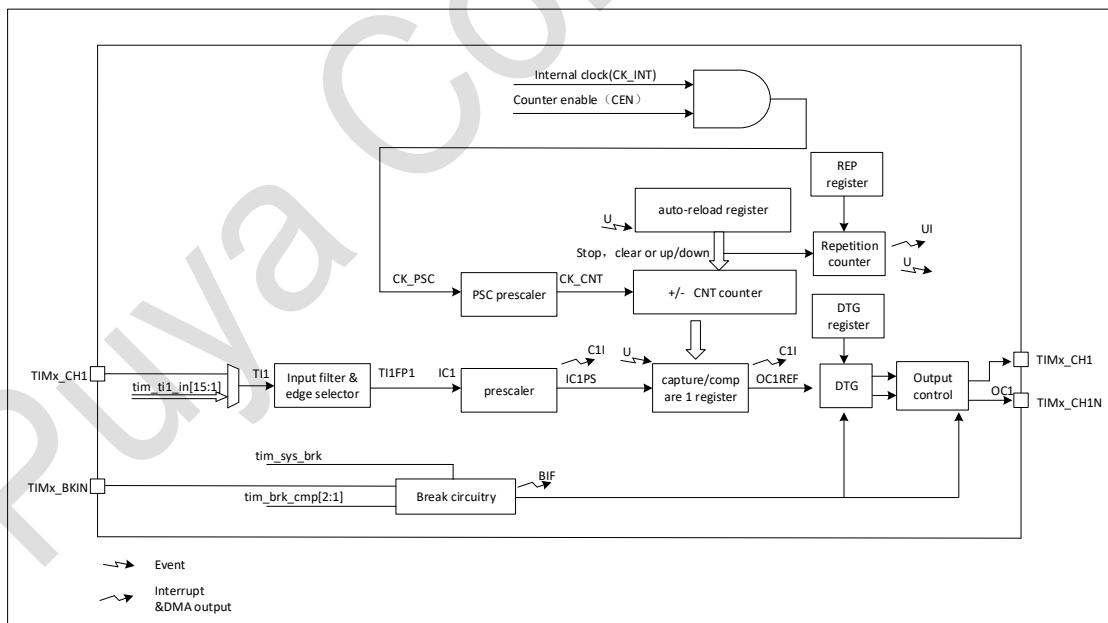 Puya Co
Internal clock(CK_INT)
Counter enable（CEN）
REP
register
auto-reload register
U
Stop，clear or up/down
Repetition
counter
UI
U
CK_PSC
PSC prescaler
CK_CNT
+/-   CNT counter
DTG
register
TIMx_CH1
tim_ti1_in[15:1]
TI1
Input filter &
edge selector
TI1FP1
IC1
prescaler
C1I
IC1PS
U
capture/comp
are 1 register
C1I
OC1REF
DTG
Output
control
TIMx_CH1
OC1
TIMx_CH1N
tim_sys_brk
TIMx_BKIN
tim_brk_cmp[2:1]
Break circuitry
BIF
Event
Interrupt
&DMA output